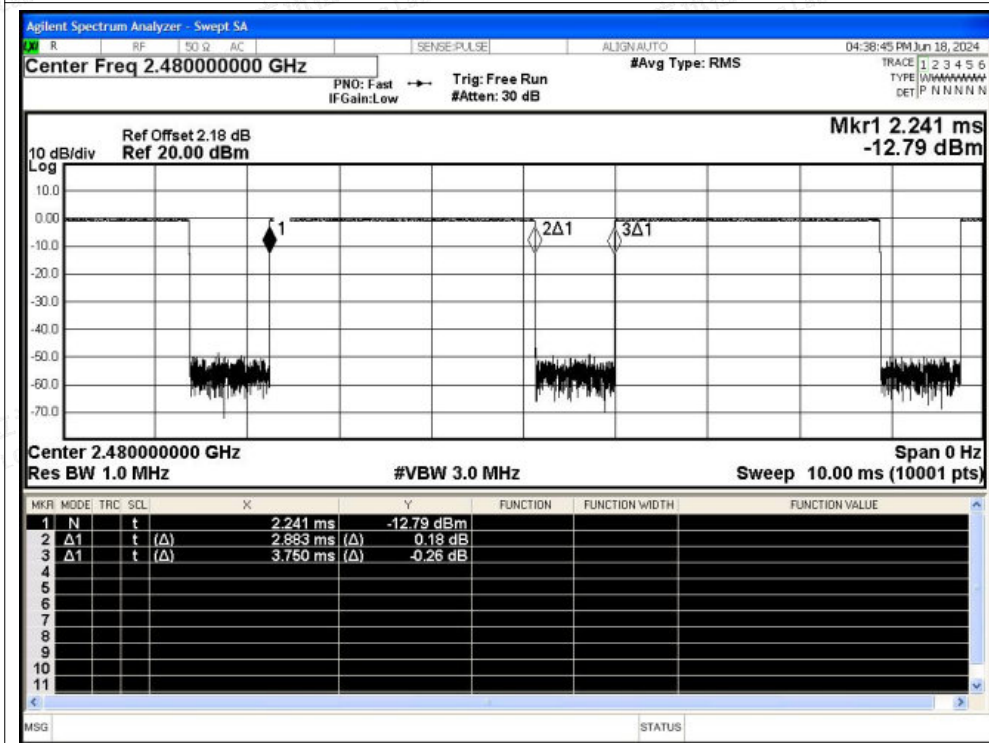 Agilent Spectrum Analyzer - Swept SA
LXI R RF 50 Ω AC SENSE:PULSE ALIGN AUTO 04:38:45 PM Jun 18, 2024
Center Freq 2.480000000 GHz #Avg Type: RMS TRACE 1 2 3 4 5 6
PNO: Fast Trig: Free Run TYPE
IFGain:Low #Atten: 30 dB DET P N N N N N
Mkr1 2.241 ms
Ref Offset 2.18 dB
10 dB/div Ref 20.00 dBm -12.79 dBm
Log
10.0
0.00
1 2Δ1 3Δ1
-10.0
-20.0
-30.0
-40.0
-50.0
-60.0
-70.0
Center 2.480000000 GHz Span 0 Hz
Res BW 1.0 MHz #VBW 3.0 MHz Sweep 10.00 ms (10001 pts)
MKR MODE TRC SCL X Y FUNCTION FUNCTION WIDTH FUNCTION VALUE
1 N t 2.241 ms -12.79 dBm
2 Δ1 t (Δ) 2.883 ms (Δ) 0.18 dB
3 Δ1 t (Δ) 3.750 ms (Δ) -0.26 dB
4
5
6
7
8
9
10
11
MSG STATUS